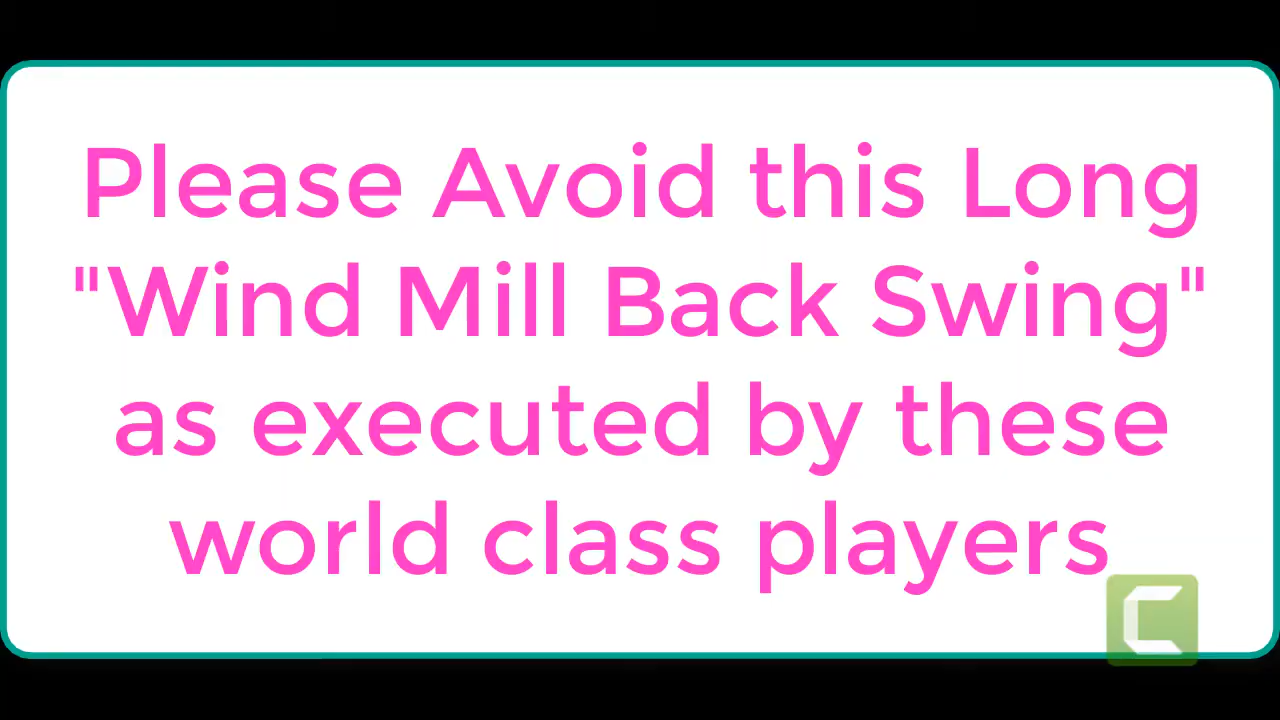 Please Avoid this Long
"Wind Mill Back Swing"
as executed by these
world class players